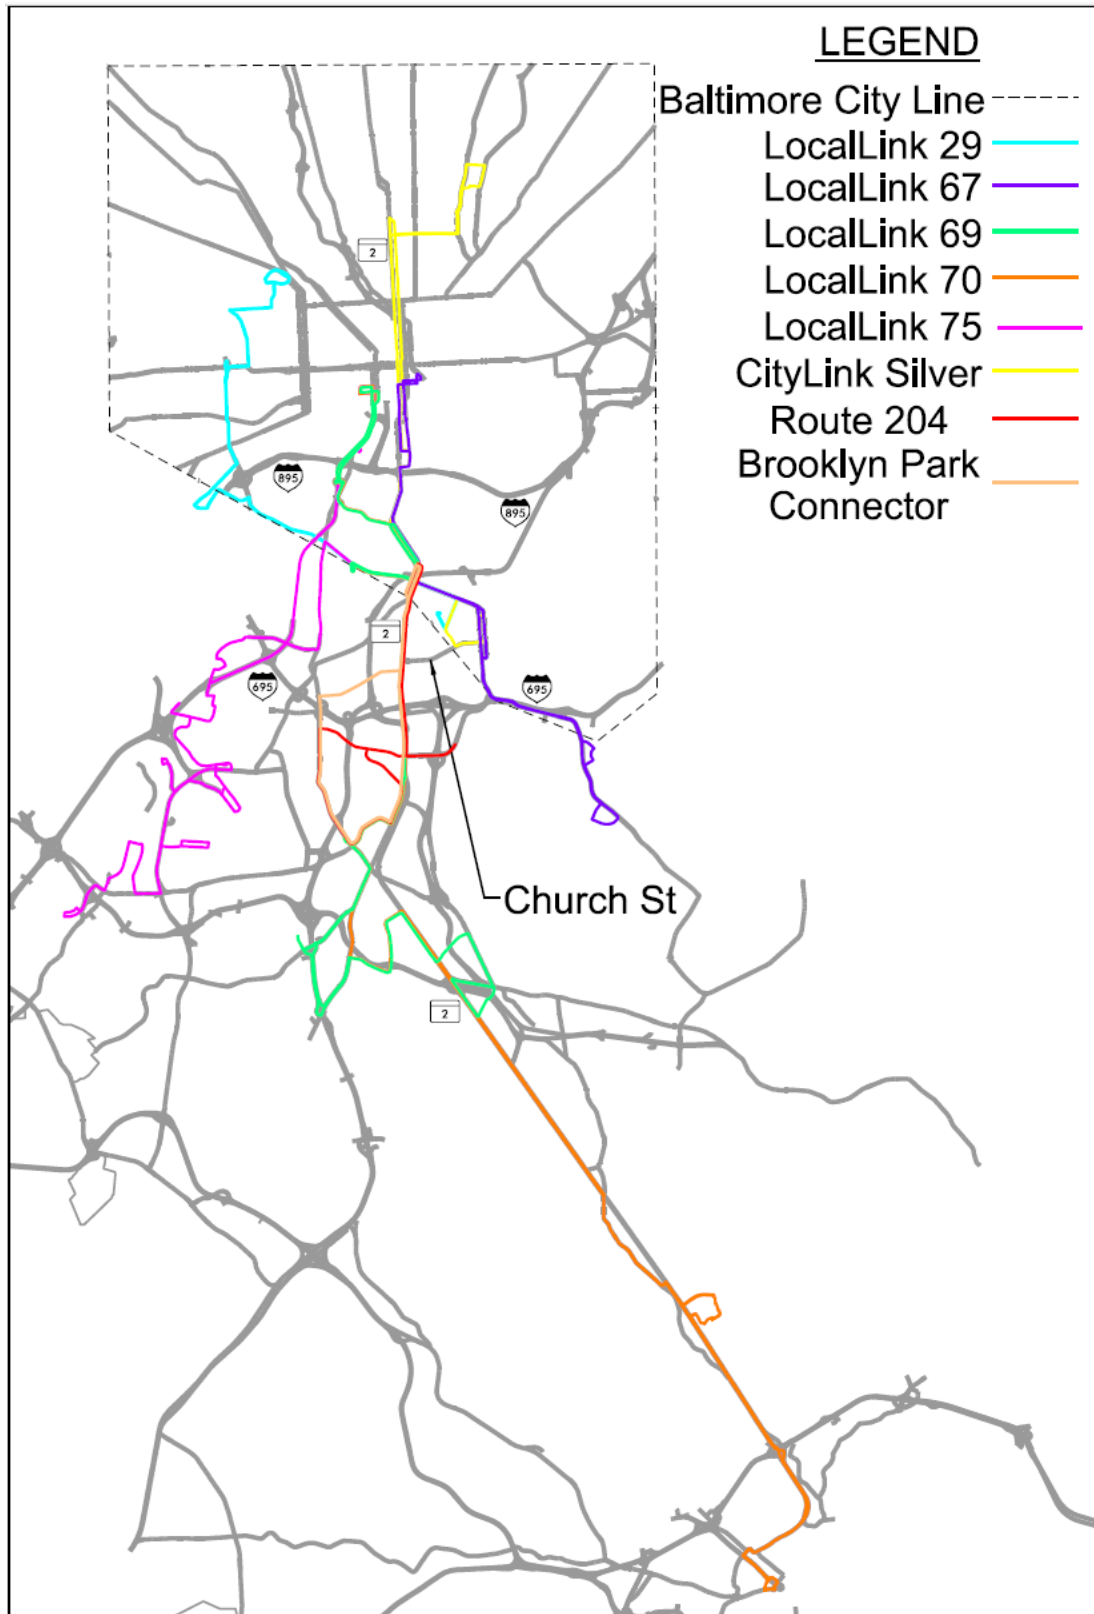 LEGEND
Baltimore City Line
LocalLink 29
LocalLink 67
LocalLink 69
LocalLink 70
LocalLink 75
CityLink Silver
Route 204
Brooklyn Park
Connector
2
895
895
2
695
695
Church St
2